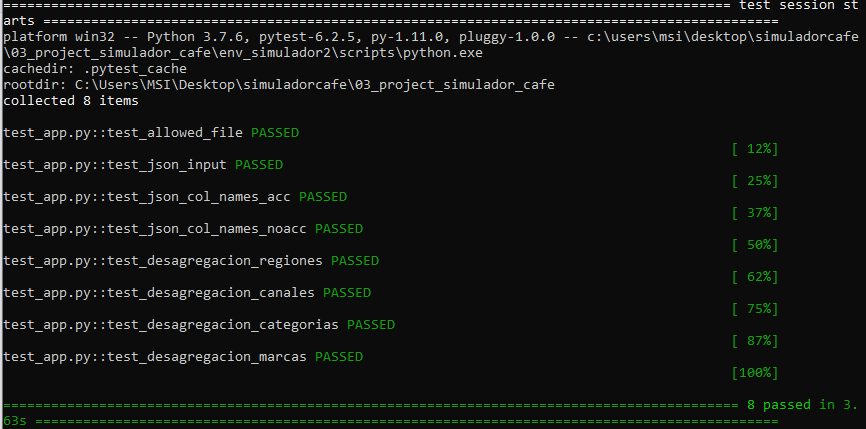 =========================================================================================== test session st
arts ============================================================================================
platform win32 -- Python 3.7.6, pytest-6.2.5, py-1.11.0, pluggy-1.0.0 -- c:\users\msi\desktop\simuladorcafe
\03_project_simulador_cafe\env_simulador2\scripts\python.exe
cachedir: .pytest_cache
rootdir: C:\Users\MSI\Desktop\simuladorcafe\03_project_simulador_cafe
collected 8 items
test_app.py::test_allowed_file PASSED
[ 12%]
test_app.py::test_json_input PASSED
[ 25%]
test_app.py::test_json_col_names_acc PASSED
[ 37%]
test_app.py::test_json_col_names_noacc PASSED
[ 50%]
test_app.py::test_desagregacion_regiones PASSED
[ 62%]
test_app.py::test_desagregacion_canales PASSED
[ 75%]
test_app.py::test_desagregacion_categorias PASSED
[ 87%]
test_app.py::test_desagregacion_marcas PASSED
[100%]
============================================================================================ 8 passed in 3.
63s =============================================================================================